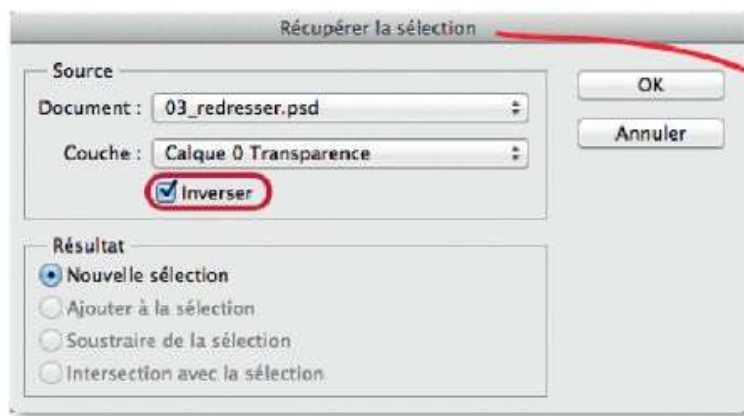 Récupérer la sélection
Source
Document : 03_redresser.psd
Couche : Calque 0 Transparence
Inverser
OK
Annuler
Résultat
Nouvelle sélection
Ajouter à la sélection
Soustraire de la sélection
Intersection avec la sélection